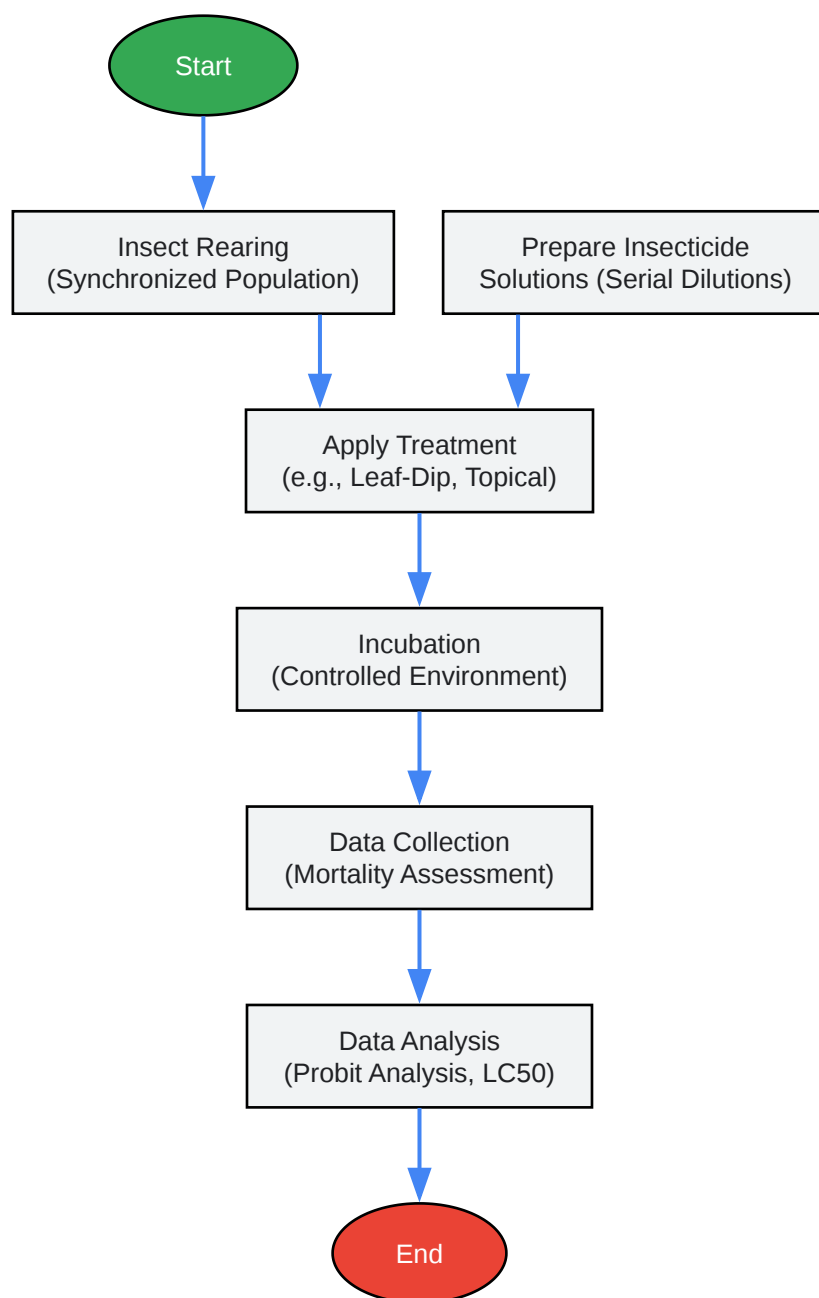 Start
Insect Rearing
(Synchronized Population)
Prepare Insecticide
Solutions (Serial Dilutions)
Apply Treatment
(e.g., Leaf-Dip, Topical)
Incubation
(Controlled Environment)
Data Collection
(Mortality Assessment)
Data Analysis
(Probit Analysis, LC50)
End